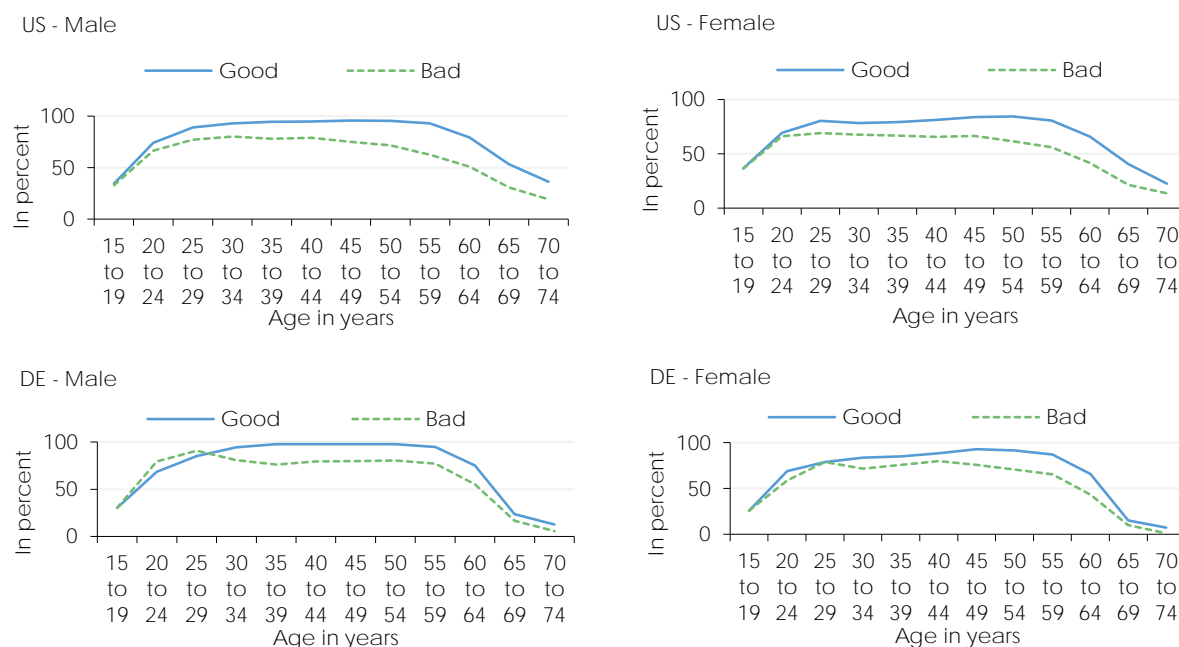 US - Male
Good Bad
In percent
100
50
0
15 20 25 30 35 40 45 50 55 60 65 70
to to to to to to to to to to to to
19 24 29 34 39 44 49 54 59 64 69 74
Age in years
US - Female
Good Bad
In percent
100
50
0
15 20 25 30 35 40 45 50 55 60 65 70
to to to to to to to to to to to to
19 24 29 34 39 44 49 54 59 64 69 74
Age in years
DE - Male
Good Bad
In percent
100
50
0
15 20 25 30 35 40 45 50 55 60 65 70
to to to to to to to to to to to to
19 24 29 34 39 44 49 54 59 64 69 74
Age in years
DE - Female
Good Bad
In percent
100
50
0
15 20 25 30 35 40 45 50 55 60 65 70
to to to to to to to to to to to to
19 24 29 34 39 44 49 54 59 64 69 74
Age in years